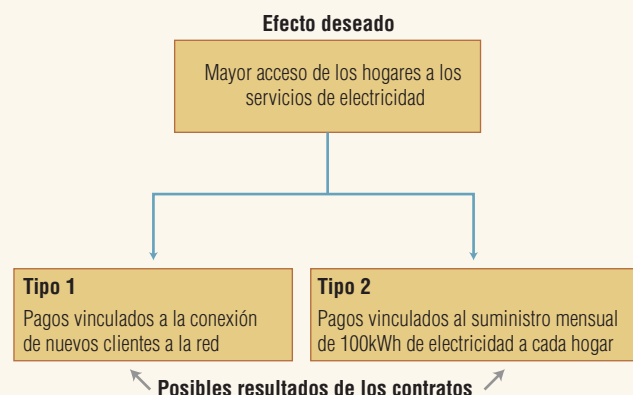 Efecto deseado
Mayor acceso de los hogares a los
servicios de electricidad
Tipo 1
Pagos vinculados a la conexión
de nuevos clientes a la red
Tipo 2
Pagos vinculados al suministro mensual
de 100kWh de electricidad a cada hogar
Posibles resultados de los contratos